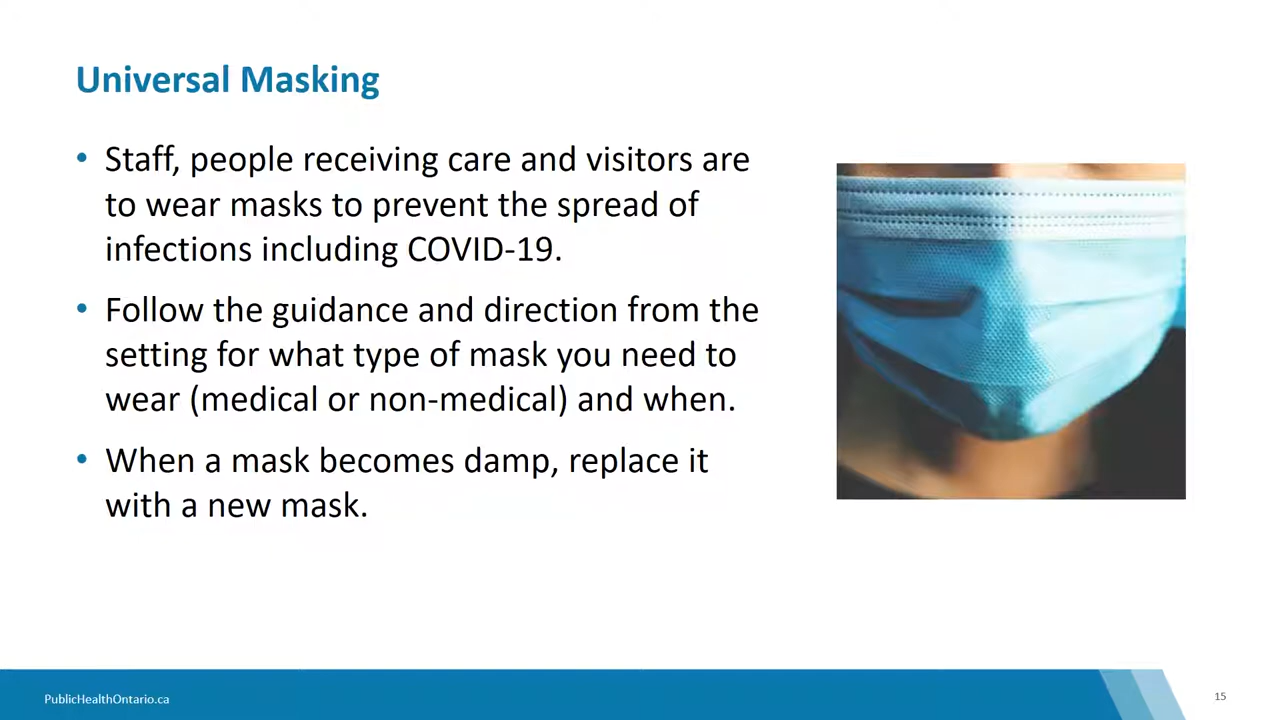 Universal Masking
• Staff, people receiving care and visitors are
to wear masks to prevent the spread of
infections including COVID-19.
• Follow the guidance and direction from the
setting for what type of mask you need to
wear (medical or non-medical) and when.
• When a mask becomes damp, replace it
with a new mask.
PublicHealthOntario.ca
15